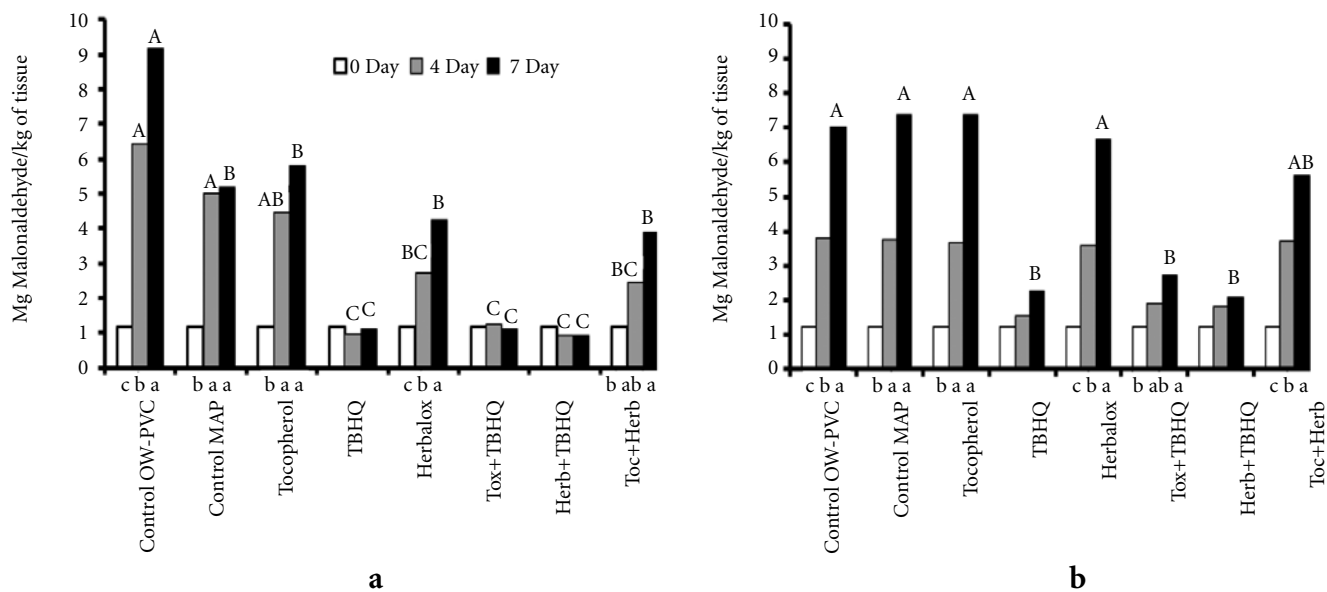 Mg Malonaldehyde/kg of tissue
10
9
8
7
6
5
4
3
2
1
0
0 Day 4 Day 7 Day
A A
A B
AB B
C C
BC B
C C
C C
BC B
c b a
b a a
b a a
c b a
b ab a
Control OW-PVC
Control MAP
Tocopherol
TBHQ
Herbalox
Tox+TBHQ
Herb+TBHQ
Toc+Herb
a
Mg Malonaldehyde/kg of tissue
10
9
8
7
6
5
4
3
2
1
0
A
A
A
B
A
B
B
AB
c b a
b a a
b a a
c b a
b ab a
c b a
Control OW-PVC
Control MAP
Tocopherol
TBHQ
Herbalox
Tox+TBHQ
Herb+TBHQ
Toc+Herb
b